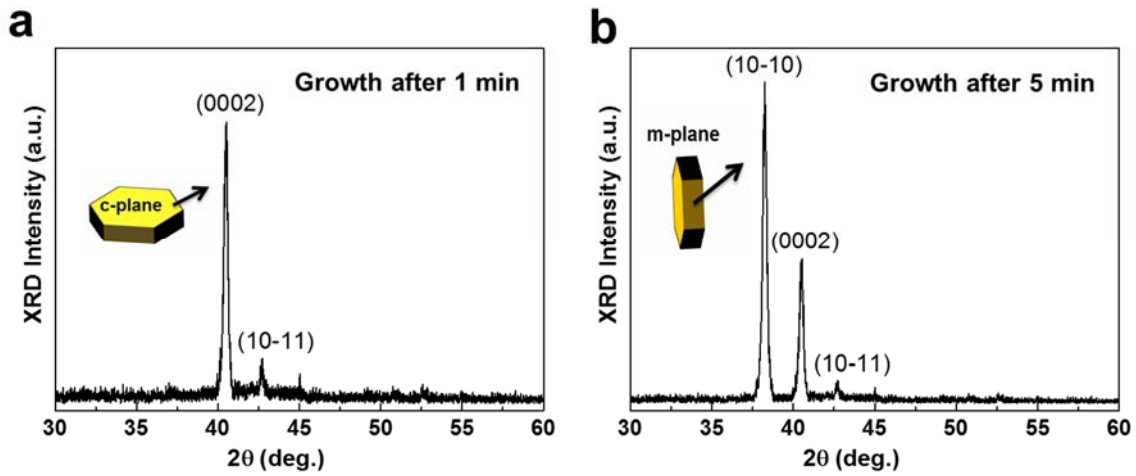 a
Growth after 1 min
(0002)
c-plane
(10-11)
XRD Intensity (a.u.)
30 35 40 45 50 55 60
2θ (deg.)
b
(10-10)
Growth after 5 min
m-plane
(0002)
(10-11)
XRD Intensity (a.u.)
30 35 40 45 50 55 60
2θ (deg.)